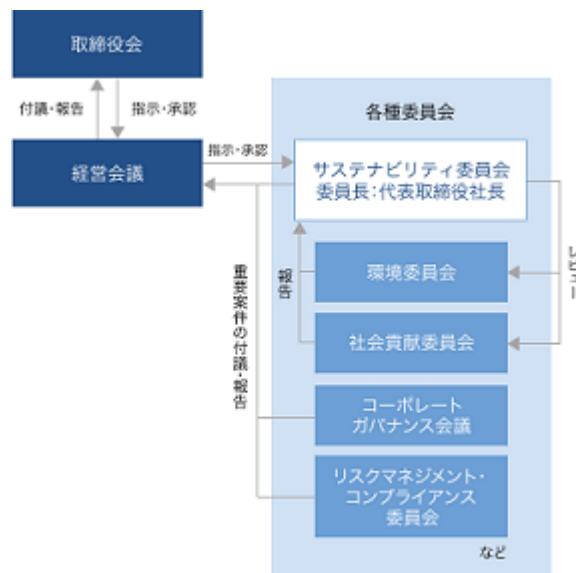 取締役会
付議・報告
指示・承認
経営会議
指示・承認
各種委員会
サステナビリティ委員会
委員長：代表取締役社長
重要案件の付議・報告
報告
レビュー
環境委員会
社会貢献委員会
コーポレート
ガバナンス会議
リスクマネジメント・
コンプライアンス
委員会
など